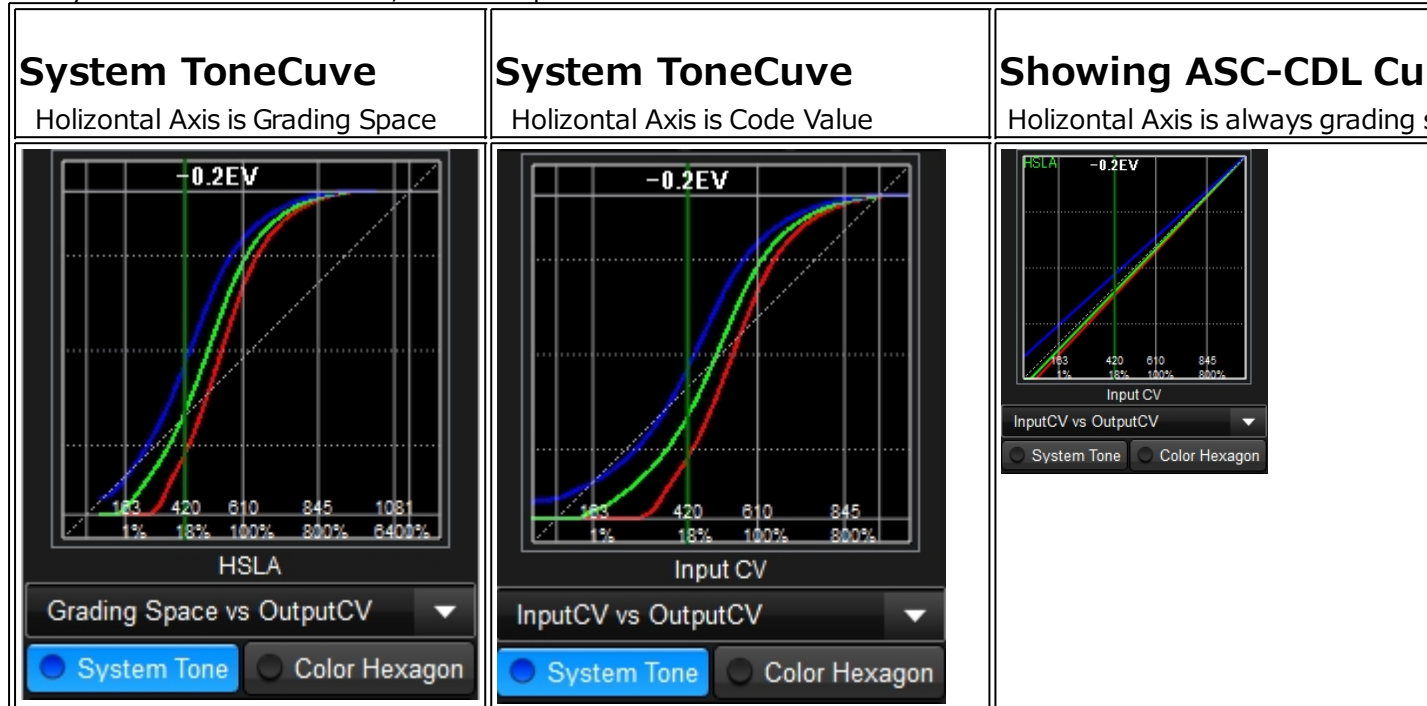 System ToneCuve
Holizontal Axis is Grading Space
System ToneCuve
Holizontal Axis is Code Value
Showing ASC-CDL Cu
Holizontal Axis is always grading s
-0.2EV
163 420 610 845 1081
1% 18% 100% 800% 6400%
HSLA
Grading Space vs OutputCV
System Tone Color Hexagon
-0.2EV
163 420 610 845
1% 18% 100% 800%
Input CV
InputCV vs OutputCV
System Tone Color Hexagon
HSLA -0.2EV
163 420 610 845
1% 18% 100% 800%
Input CV
InputCV vs OutputCV
System Tone Color Hexagon